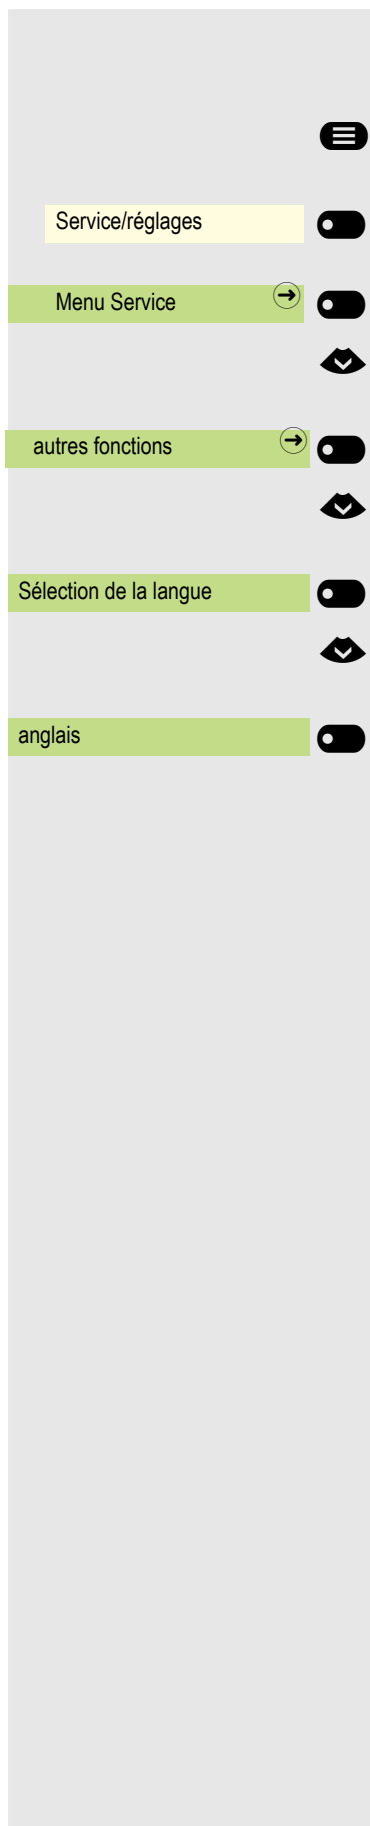 Service/réglages
Menu Service
autres fonctions
Sélection de la langue
anglais